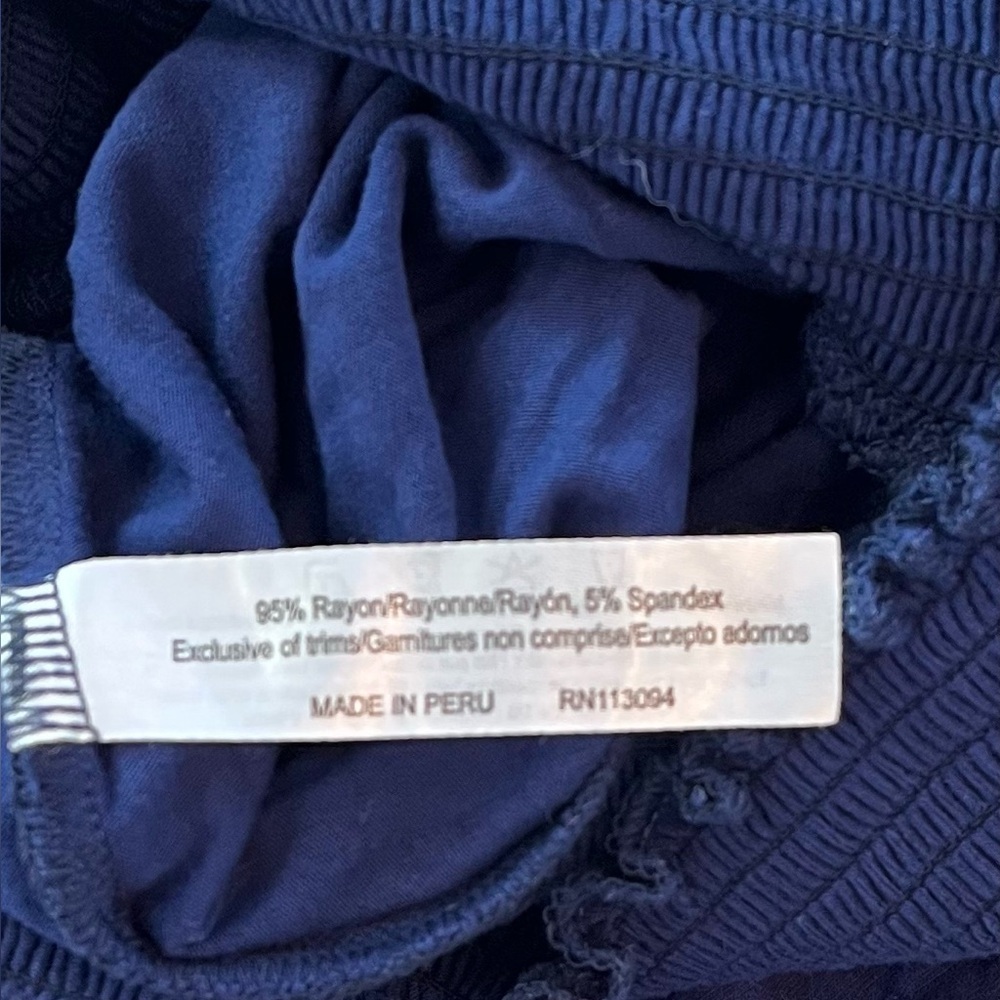 95% Rayon/Rayonne/Rayón, 5% Spandex
Exclusive of trims/Garnitures non comprise/Excepto adornos
MADE IN PERU RN113094